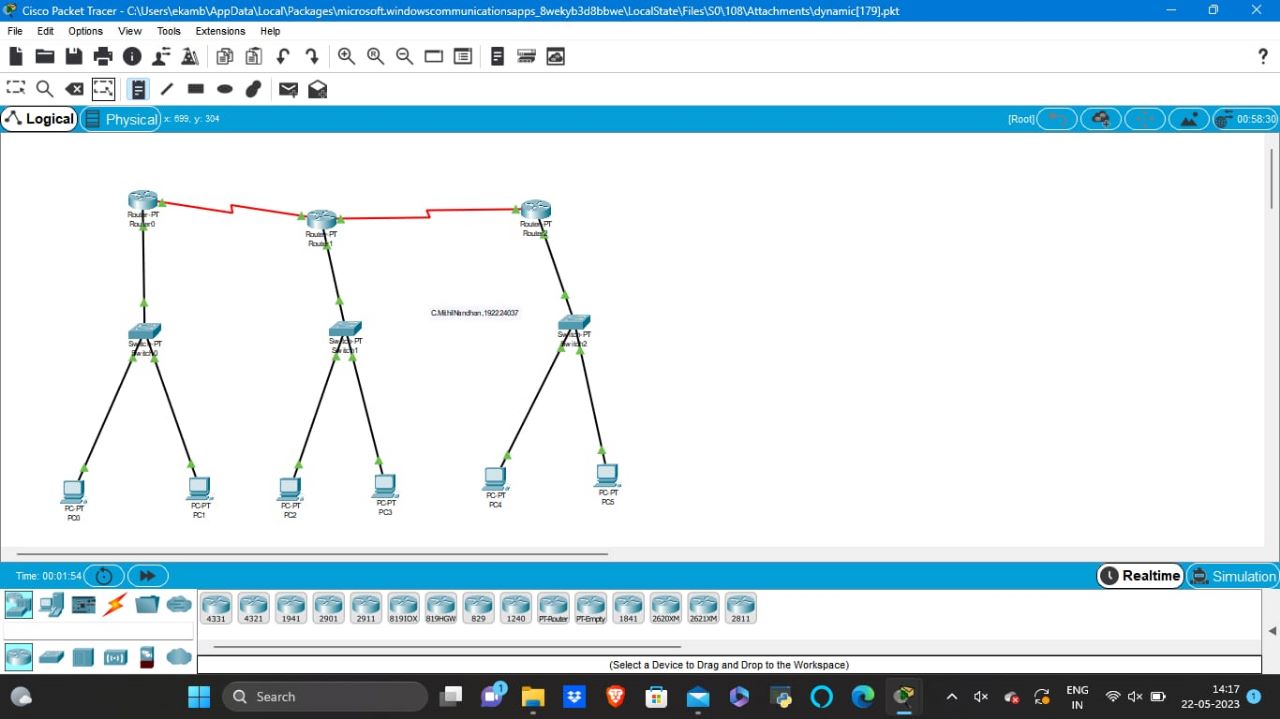 Cisco Packet Tracer - C:\Users\ekamb\AppData\Local\Packages\microsoft.windowscommunicationsapps_8wekyb3d8bbwe\LocalState\Files\S0\108\Attachments\dynamic[179].pkt
File Edit Options View Tools Extensions Help
?
Logical Physical x: 699, y: 304 [Root] 00:58:30
Router-PT
Router0
Router-PT
Router1
Router-PT
Router2
C.MikhilNandhan,192224037
Switch-PT
Switch0
Switch-PT
Switch1
Switch-PT
Switch2
PC-PT
PC0
PC-PT
PC1
PC-PT
PC2
PC-PT
PC3
PC-PT
PC4
PC-PT
PC5
Time: 00:01:54 Realtime Simulation
4331 4321 1941 2901 2911 819IOX 819HGW 829 1240 PT-Router PT-Empty 1841 2620XM 2621XM 2811
(Select a Device to Drag and Drop to the Workspace)
Search
1
ENG
IN
14:17
22-05-2023
1